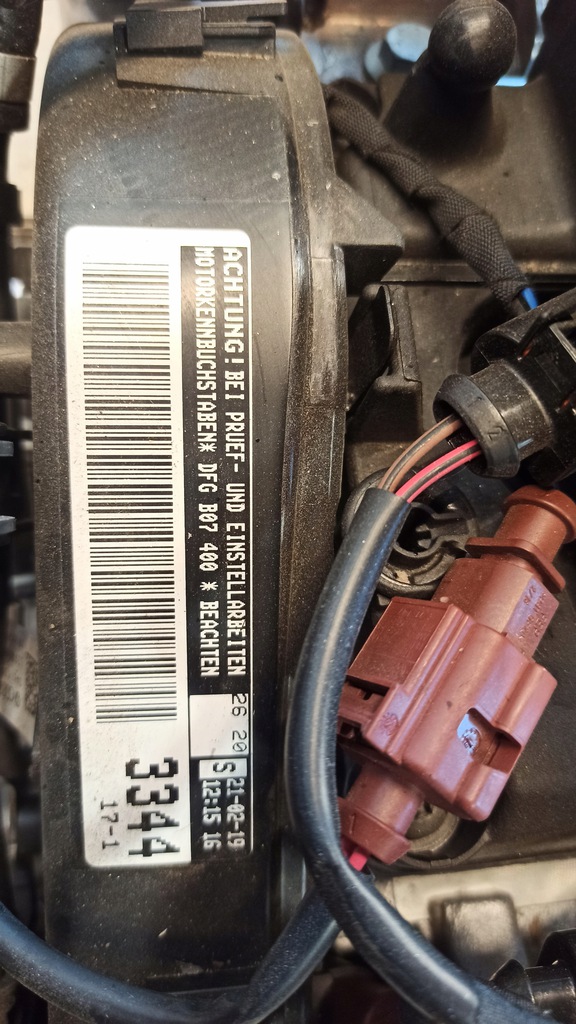 ACHTUNG! BEI PRUEF- UND EINSTELLARBEITEN
MOTORKENNBUCHSTABEN* DFG B07 400 * BEACHTEN
26 20
S 21-02-19
12:15 16
3344
17-1